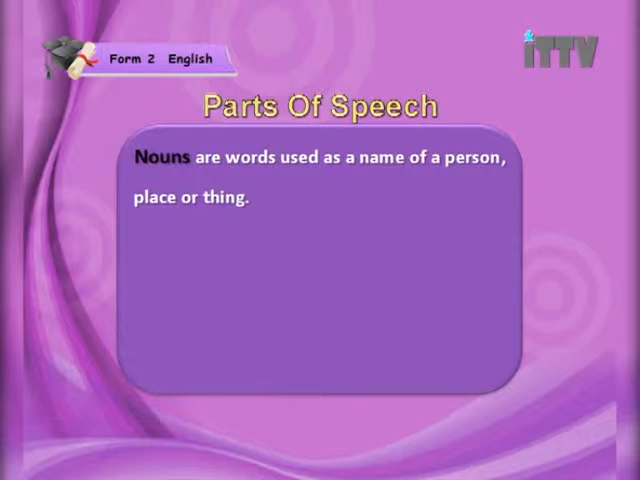 Form 2 English
iTTV
Parts Of Speech
Nouns are words used as a name of a person,
place or thing.